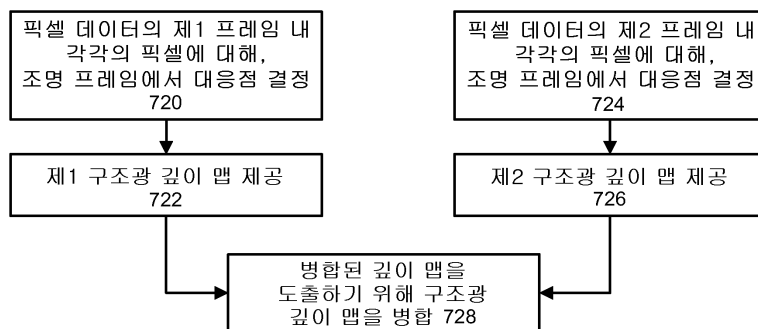 픽셀 데이터의 제1 프레임 내
각각의 픽셀에 대해,
조명 프레임에서 대응점 결정
720
픽셀 데이터의 제2 프레임 내
각각의 픽셀에 대해,
조명 프레임에서 대응점 결정
724
제1 구조광 깊이 맵 제공
722
제2 구조광 깊이 맵 제공
726
병합된 깊이 맵을
도출하기 위해 구조광
깊이 맵을 병합 728